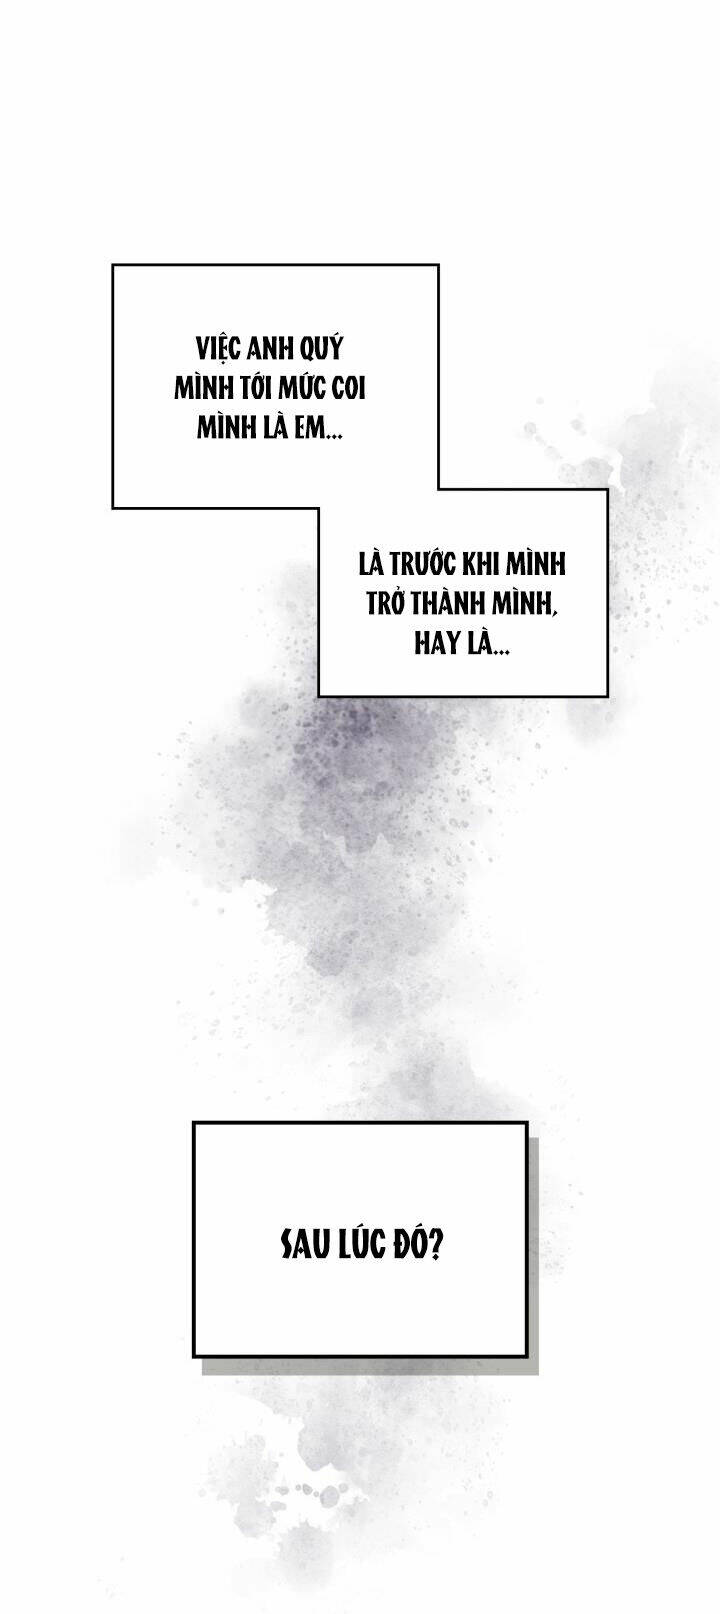 VIỆC ANH QUÝ
MÌNH TỚI MỨC COI
MÌNH LÀ EM...
LÀ TRƯỚC KHI MÌNH
TRỞ THÀNH MÌNH,
HAY LÀ...
SAU LÚC ĐÓ?